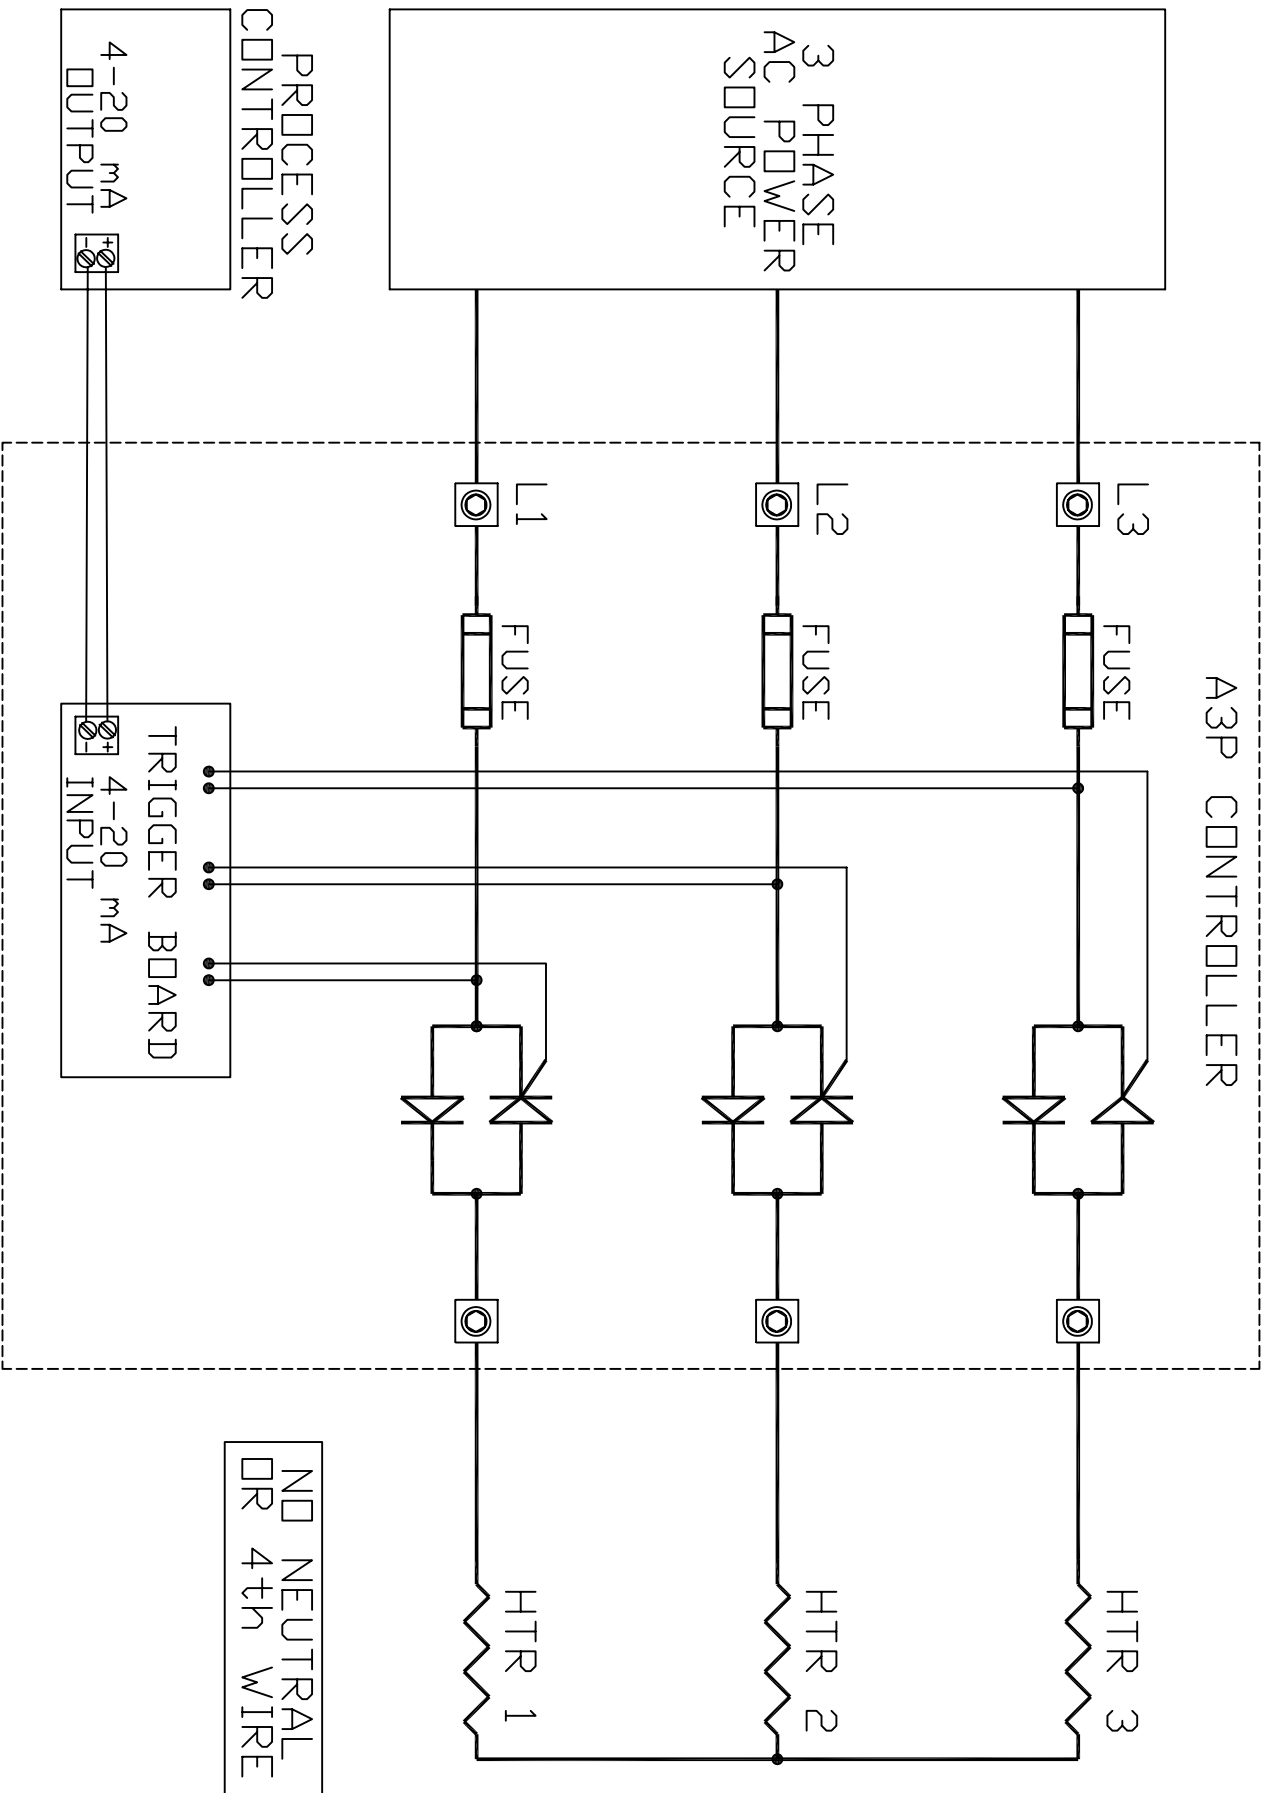 A3P CONTROLLER
3 PHASE
AC POWER
SOURCE
L3
FUSE
HTR 3
L2
FUSE
HTR 2
L1
FUSE
HTR 1
PROCESS
CONTROLLER
4-20 mA
OUTPUT
+
-
TRIGGER BOARD
+
-
4-20 mA
INPUT
NO NEUTRAL
OR 4th WIRE